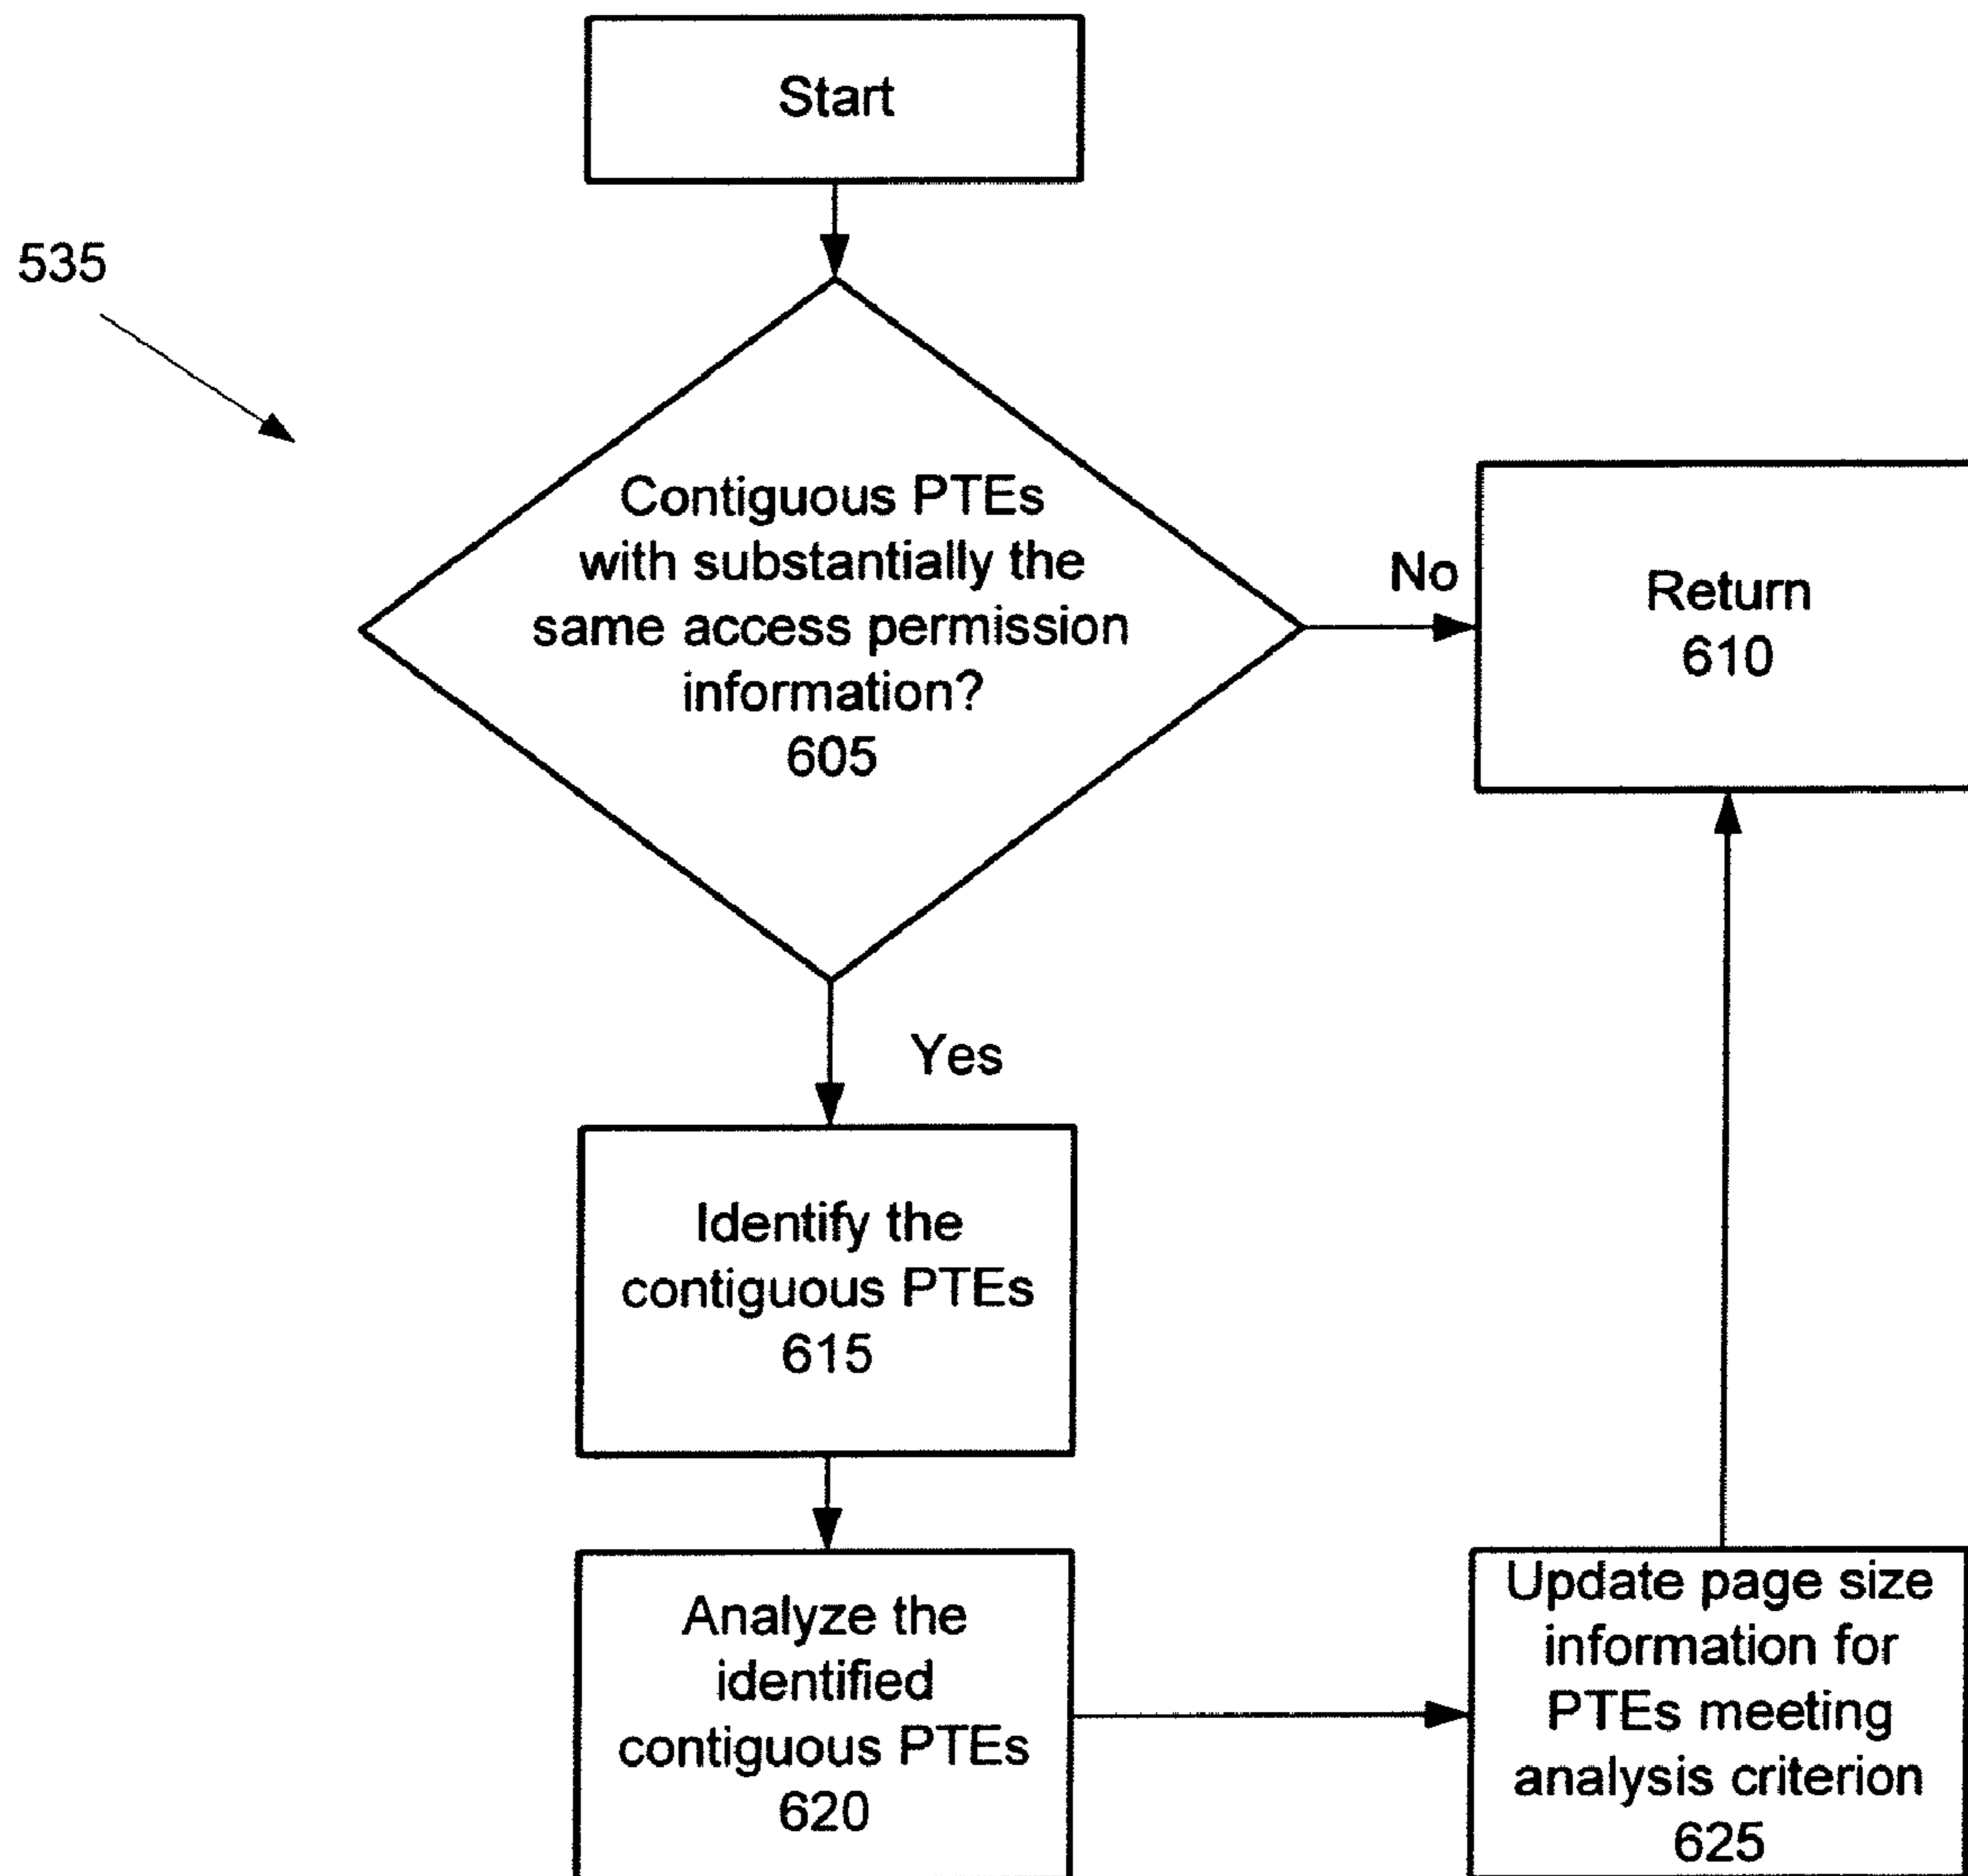 Start
535
Contiguous PTEs
with substantially the
same access permission
information?
605
No
Return
610
Yes
Identify the
contiguous PTEs
615
Analyze the
identified
contiguous PTEs
620
Update page size
information for
PTEs meeting
analysis criterion
625